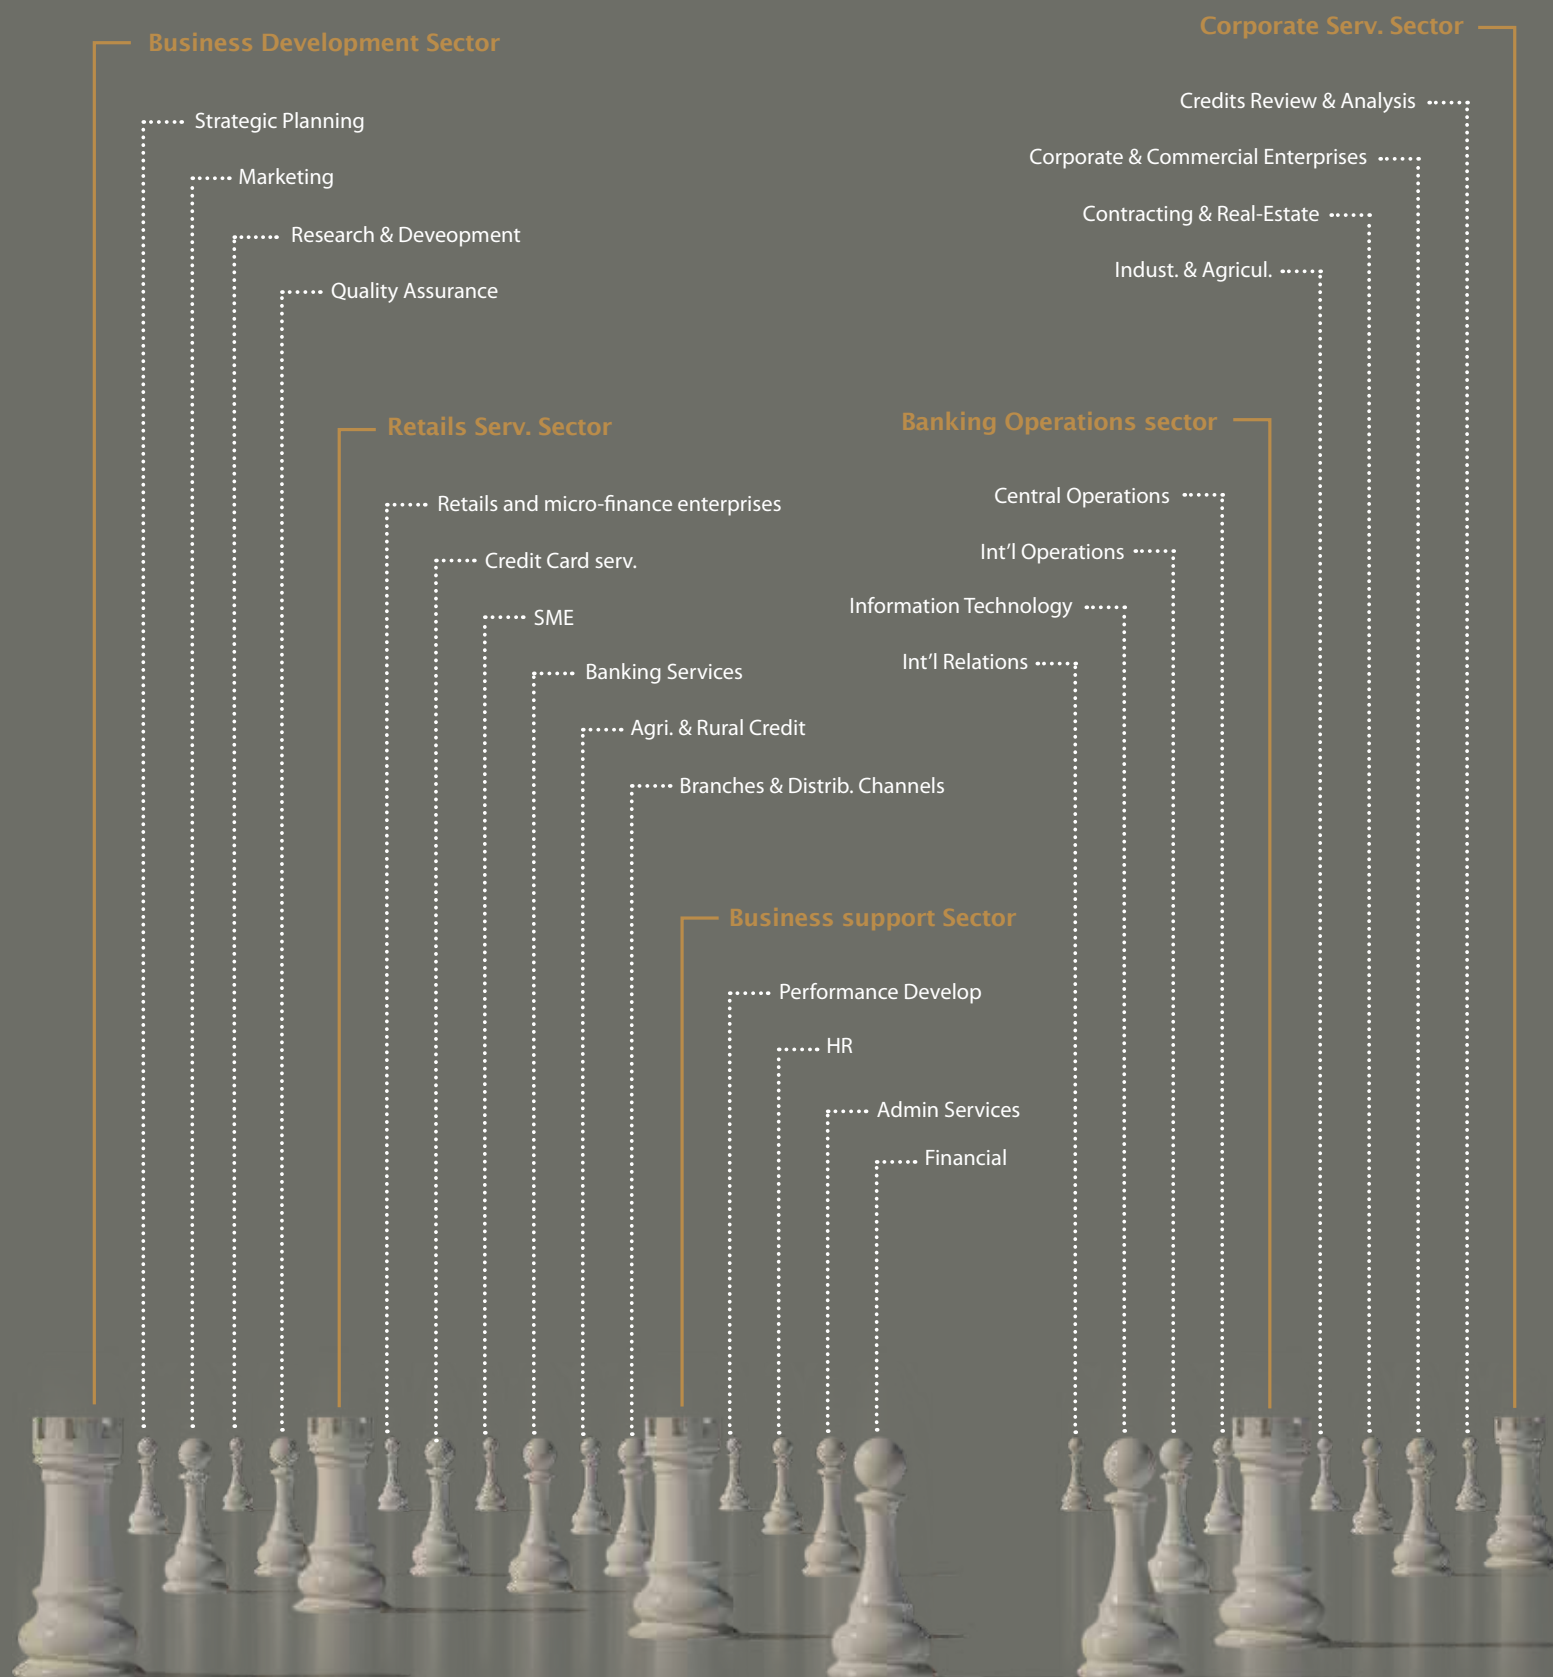 Business Development Sector
Strategic Planning
Marketing
Research & Deveopment
Quality Assurance
Corporate Serv. Sector
Credits Review & Analysis
Corporate & Commercial Enterprises
Contracting & Real-Estate
Indust. & Agricul.
Retails Serv. Sector
Retails and micro-finance enterprises
Credit Card serv.
SME
Banking Services
Agri. & Rural Credit
Branches & Distrib. Channels
Banking Operations sector
Central Operations
Int’l Operations
Information Technology
Int’l Relations
Business support Sector
Performance Develop
HR
Admin Services
Financial